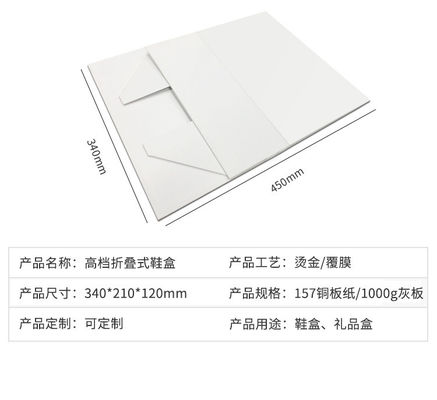 340mm
450mm
产品名称：高档折叠式鞋盒 产品工艺：烫金/覆膜
产品尺寸：340*210*120mm 产品规格：157铜板纸/1000g灰板
产品定制：可定制 产品用途：鞋盒、礼品盒